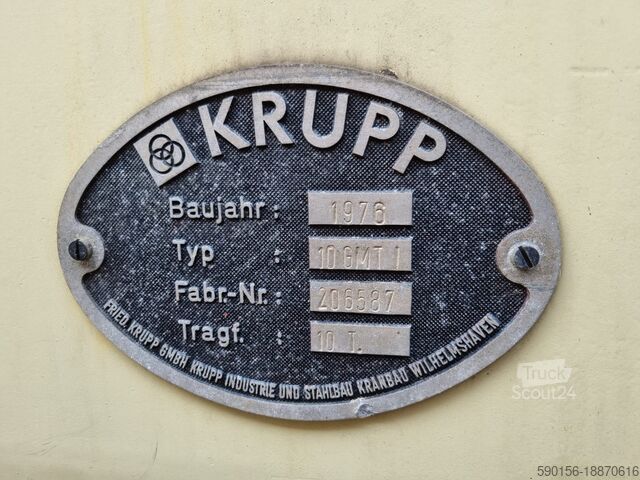 KRUPP
Baujahr: 1976
Typ : 10 GMT 1
Fabr.-Nr.: 206587
Tragf. : 10 T.
FRIED. KRUPP GMBH KRUPP INDUSTRIE UND STAHLBAU KRANBAU WILHELMSHAVEN
Truck
Scout24
590156-18870616